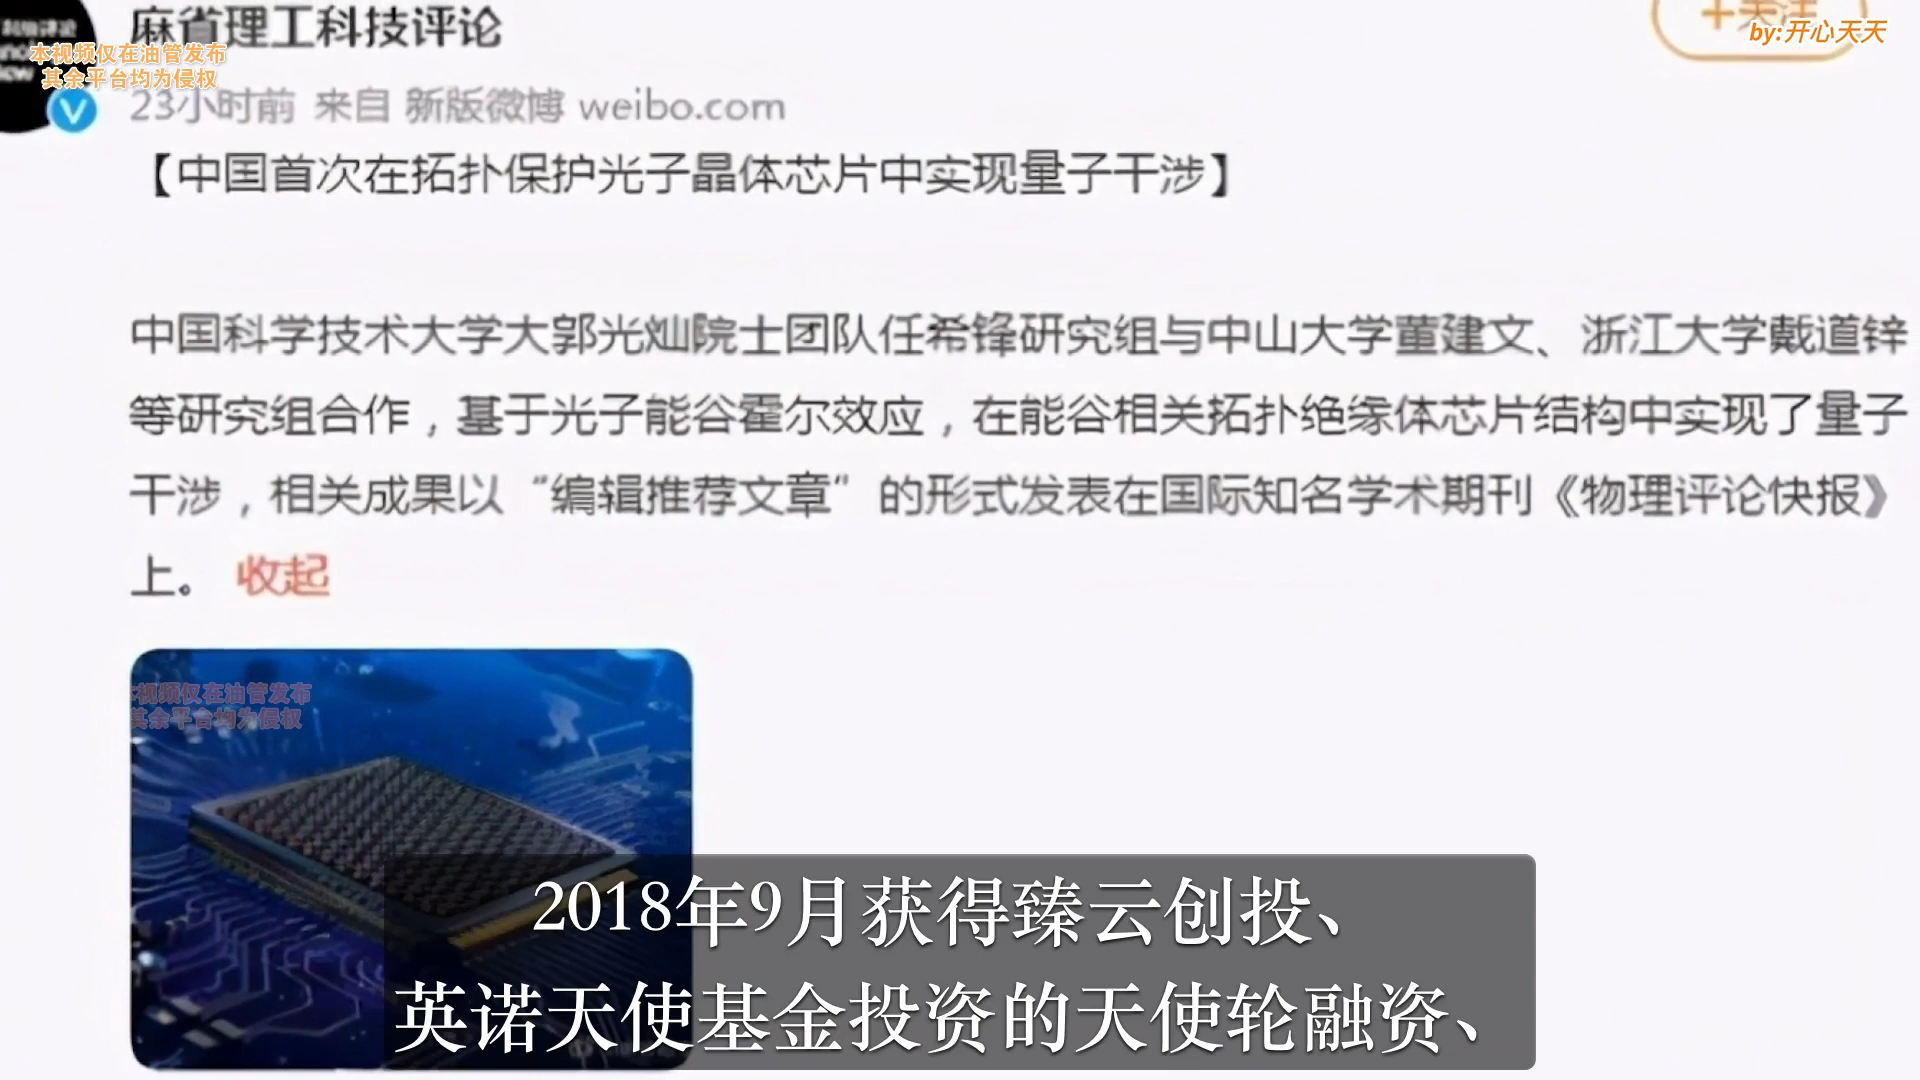 麻省理工科技评论
本视频仅在油管发布
其余平台均为侵权
+关注
by:开心天天
23小时前 来自 新版微博 weibo.com
【中国首次在拓扑保护光子晶体芯片中实现量子干涉】
中国科学技术大学大郭光灿院士团队任希锋研究组与中山大学董建文、浙江大学戴道锌
等研究组合作，基于光子能谷霍尔效应，在能谷相关拓扑绝缘体芯片结构中实现了量子
干涉，相关成果以“编辑推荐文章”的形式发表在国际知名学术期刊《物理评论快报》
上。 收起
本视频仅在油管发布
其余平台均为侵权
2018年9月获得臻云创投、
英诺天使基金投资的天使轮融资、